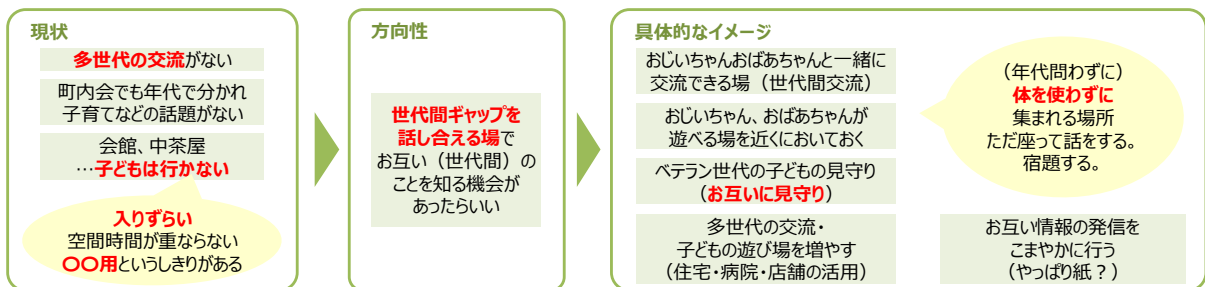 現状
多世代の交流がない
町内会でも年代で分かれ
子育てなどの話題がない
会館、中茶屋
…子どもは行かない
入りずらい
空間時間が重ならない
〇〇用というしきりがある
方向性
世代間ギャップを
話し合える場で
お互い（世代間）の
ことを知る機会が
あったらいい
具体的なイメージ
おじいちゃんおばあちゃんと一緒に
交流できる場（世代間交流）
おじいちゃん、おばあちゃんが
遊べる場を近くにおいておく
ベテラン世代の子どもの見守り
（お互いに見守り）
多世代の交流・
子どもの遊び場を増やす
（住宅・病院・店舗の活用）
（年代問わずに）
体を使わずに
集まれる場所
ただ座って話をする。
宿題する。
お互い情報の発信を
こまやかに行う
（やっぱり紙？）